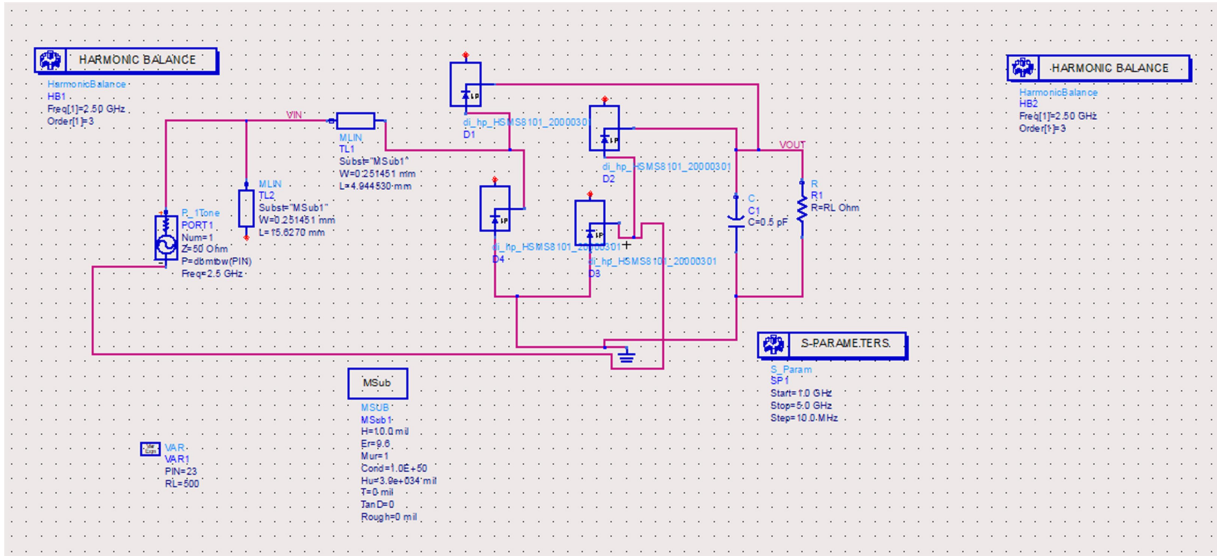 HARMONIC BALANCE
HarmonicBalance
HB1
Freq[1]=2.50 GHz
Order[1]=3
VIN
MLIN
TL1
Subst="MSub1"
W=0.251451 mm
L=4.944530 mm
MLIN
TL2
Subst="MSub1"
W=0.251451 mm
L=15.6270 mm
P_1Tone
PORT1
Num=1
Z=50 Ohm
P=dbmtow(PIN)
Freq=2.5 GHz
di_hp_HSMS8101_20000301
D1
di_hp_HSMS8101_20000301
D2
di_hp_HSMS8101_20000301
D4
di_hp_HSMS8101_20000301
D3
VOUT
C
C1
C=0.5 pF
R
R1
R=RL Ohm
HARMONIC BALANCE
HarmonicBalance
HB2
Freq[1]=2.50 GHz
Order[1]=3
S-PARAMETERS
S_Param
SP1
Start=1.0 GHz
Stop=5.0 GHz
Step=10.0 MHz
MSub
MSUB
MSub1
H=10.0 mil
Er=9.6
Mur=1
Cond=1.0E+50
Hu=3.9e+034 mil
T=0 mil
TanD=0
Rough=0 mil
VAR
VAR1
PIN=23
RL=500